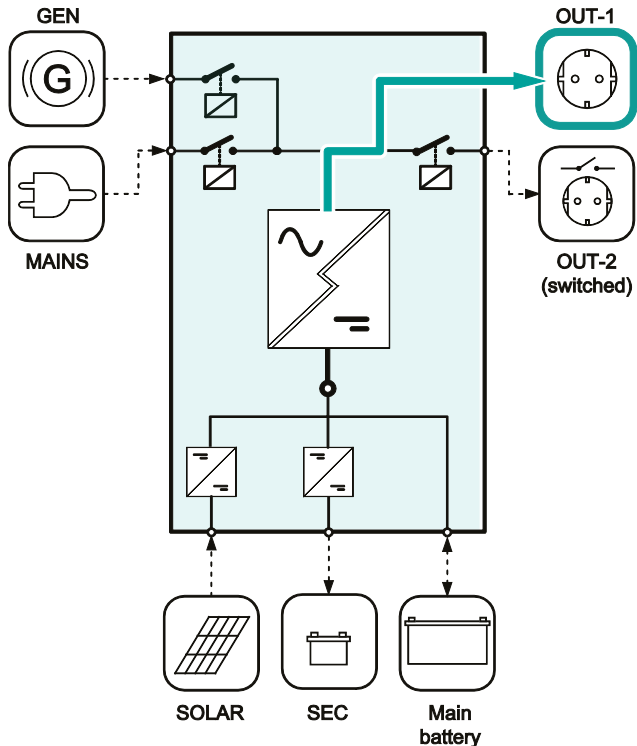 GEN
OUT-1
G
MAINS
OUT-2
(switched)
SOLAR
SEC
Main
battery